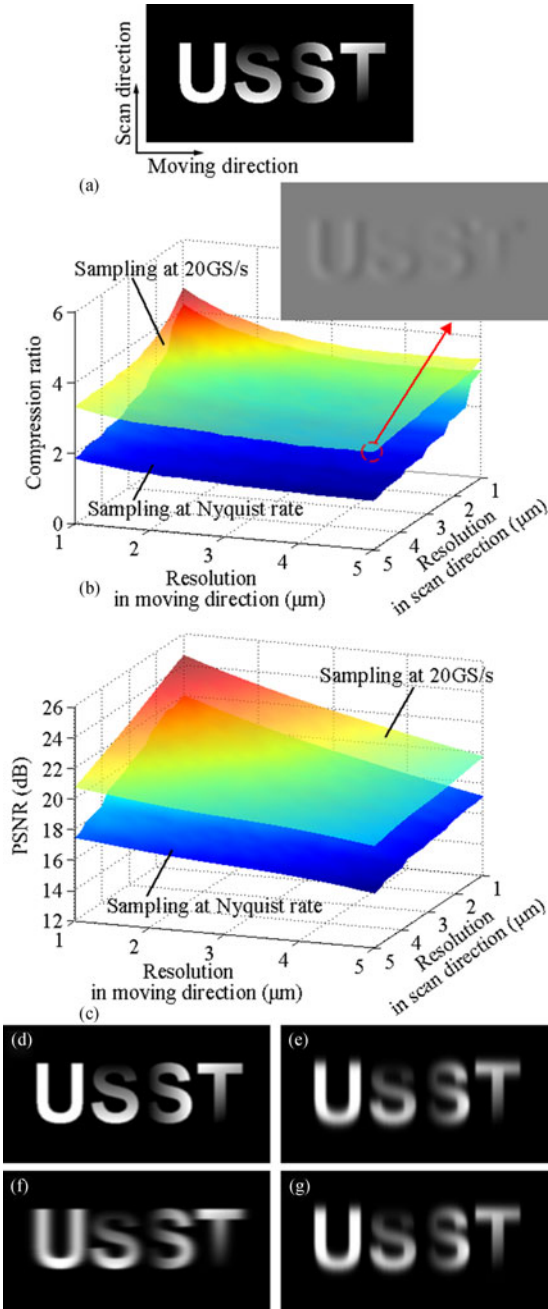 USST
Scan direction
Moving direction
(a)
USST
Sampling at 20GS/s
6
4
2
0
Compression ratio
Sampling at Nyquist rate
1
2
3
4
5
Resolution
in moving direction (μm)
5
4
3
2
1
Resolution
in scan direction (μm)
(b)
Sampling at 20GS/s
26
24
22
20
18
16
14
12
PSNR (dB)
Sampling at Nyquist rate
1
2
3
4
5
Resolution
in moving direction (μm)
5
4
3
2
1
Resolution
in scan direction (μm)
(c)
(d)
USST
(e)
USST
(f)
USST
(g)
USST